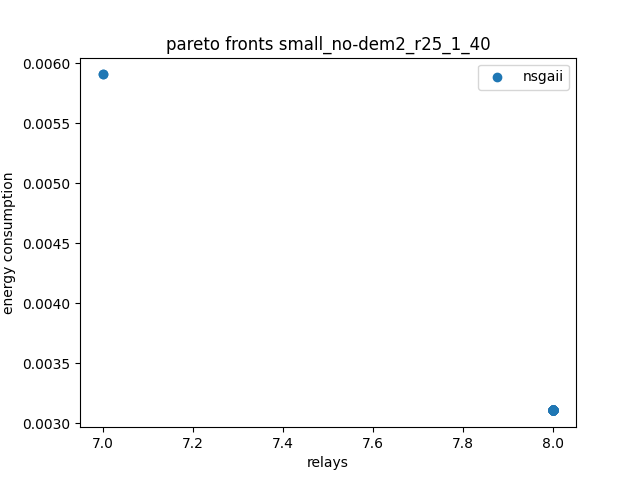 pareto fronts small_no-dem2_r25_1_40
nsgaii
energy consumption
0.0060
0.0055
0.0050
0.0045
0.0040
0.0035
0.0030
7.0 7.2 7.4 7.6 7.8 8.0
relays